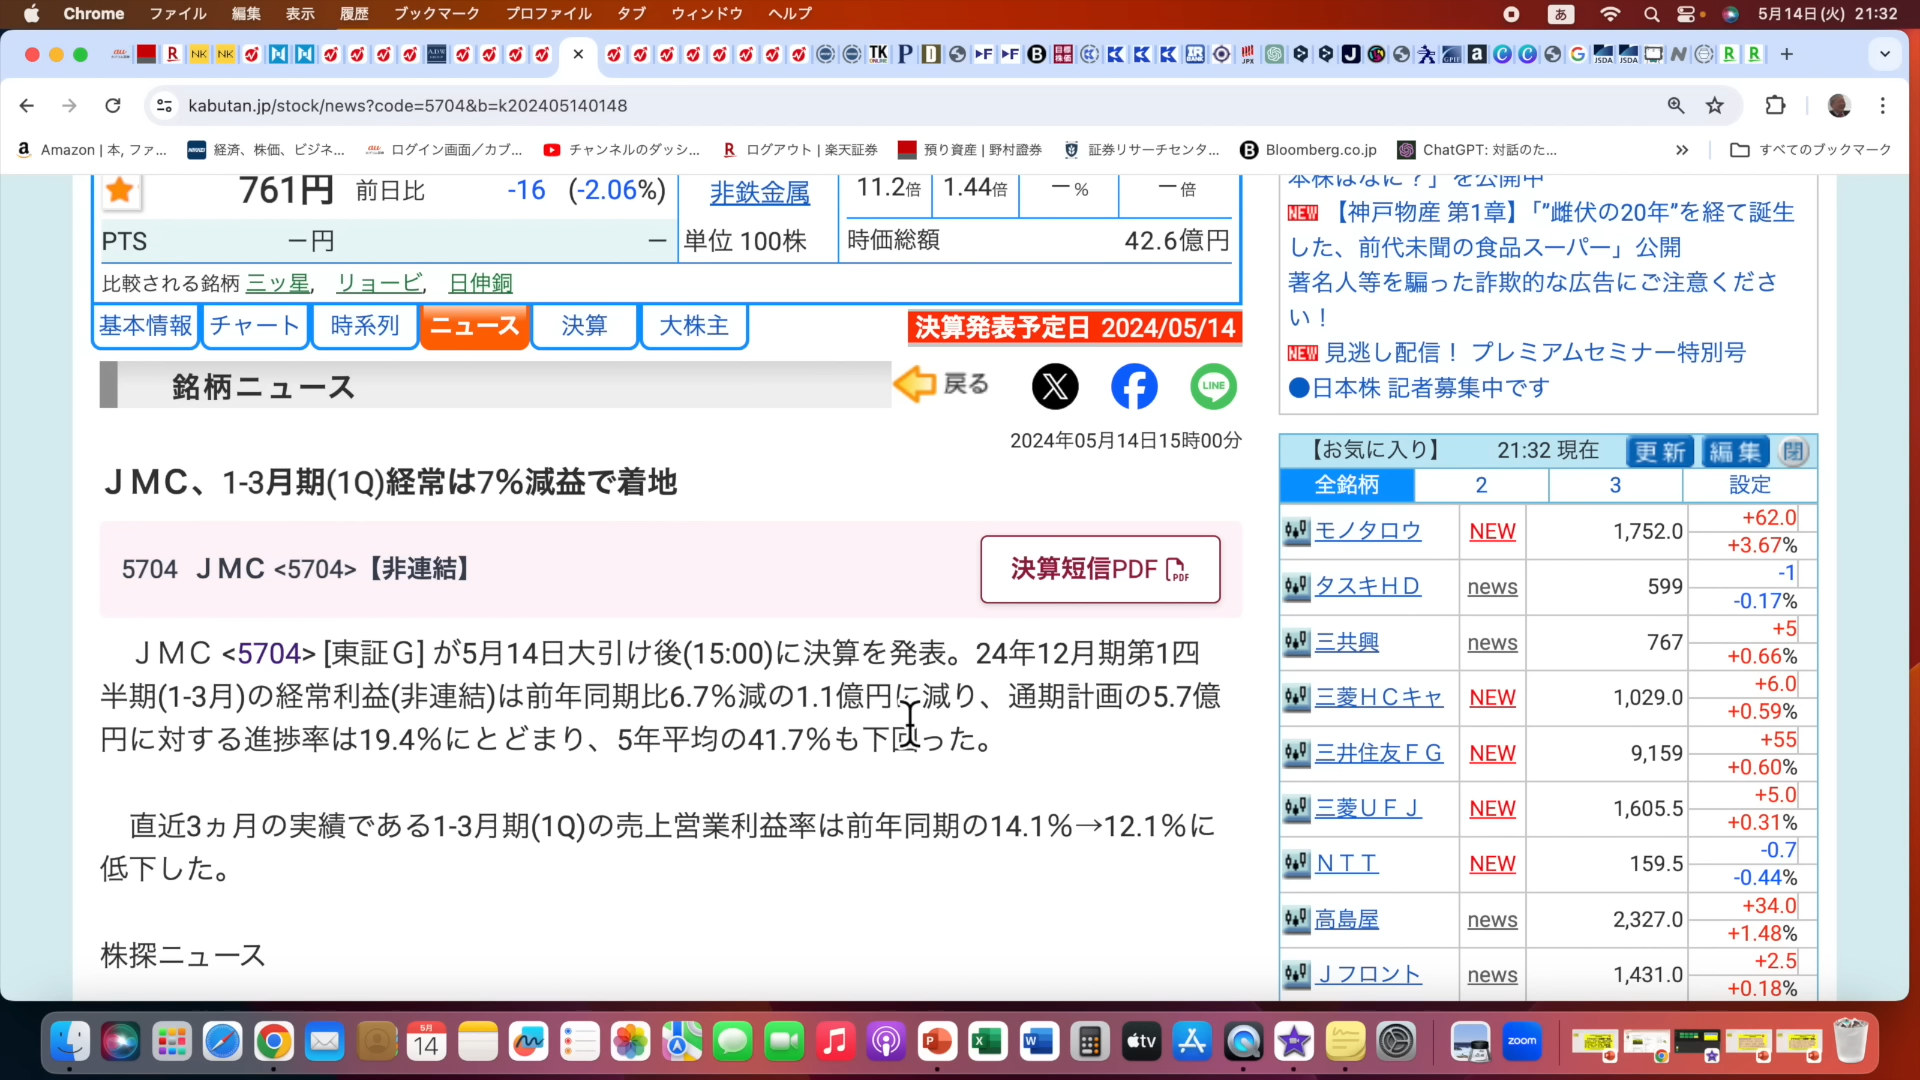 Chrome ファイル 編集 表示 履歴 ブックマーク プロファイル タブ ウィンドウ ヘルプ あ 5月14日(火) 21:32
kabutan.jp/stock/news?code=5704&b=k202405140148
Amazon | 本, ファ... 経済、株価、ビジネ... ログイン画面／カブ... チャンネルのダッシ... ログアウト | 楽天証券 預り資産 | 野村證券 証券リサーチセンタ... Bloomberg.co.jp ChatGPT: 対話のた... » すべてのブックマーク
761円 前日比 -16 (-2.06%) 非鉄金属 11.2倍 1.44倍 －% －倍
PTS －円 － 単位 100株 時価総額 42.6億円
比較される銘柄 三ッ星, リョービ, 日伸銅
基本情報 チャート 時系列 ニュース 決算 大株主 決算発表予定日 2024/05/14
銘柄ニュース 戻る LINE
2024年05月14日15時00分
ＪＭＣ、1-3月期(1Q)経常は7%減益で着地
5704 ＪＭＣ <5704>【非連結】 決算短信PDF
ＪＭＣ <5704> [東証Ｇ] が5月14日大引け後(15:00)に決算を発表。24年12月期第1四
半期(1-3月)の経常利益(非連結)は前年同期比6.7％減の1.1億円に減り、通期計画の5.7億
円に対する進捗率は19.4％にとどまり、5年平均の41.7％も下回った。
直近3ヵ月の実績である1-3月期(1Q)の売上営業利益率は前年同期の14.1％→12.1％に
低下した。
株探ニュース
本株はなに？」を公開中
NEW 【神戸物産 第1章】「”雌伏の20年”を経て誕生
した、前代未聞の食品スーパー」公開
著名人等を騙った詐欺的な広告にご注意くださ
い！
NEW 見逃し配信！ プレミアムセミナー特別号
●日本株 記者募集中です
【お気に入り】 21:32 現在 更新 編集 閉
全銘柄 2 3 設定
モノタロウ NEW 1,752.0 +62.0 +3.67%
タスキＨＤ news 599 -1 -0.17%
三共興 news 767 +5 +0.66%
三菱ＨＣキャ NEW 1,029.0 +6.0 +0.59%
三井住友ＦＧ NEW 9,159 +55 +0.60%
三菱ＵＦＪ NEW 1,605.5 +5.0 +0.31%
ＮＴＴ NEW 159.5 -0.7 -0.44%
高島屋 news 2,327.0 +34.0 +1.48%
Ｊフロント news 1,431.0 +2.5 +0.18%
5月 14 tv zoom